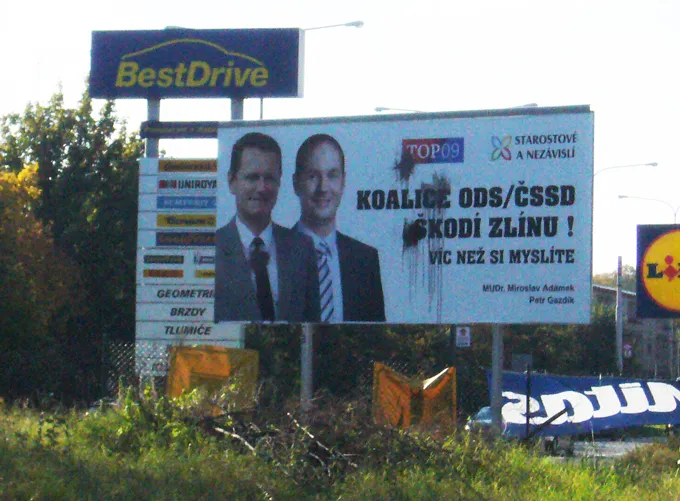 BestDrive
TOP09
STAROSTOVÉ
A NEZÁVISLÍ
KOALICE ODS/ČSSD
ŠKODÍ ZLÍNU !
VIC NEŽ SI MYSLÍTE
MUDr. Miroslav Adámek
Petr Gazdík
UNIROYAL
GEOMETRIE
BRZDY
TLUMIČE